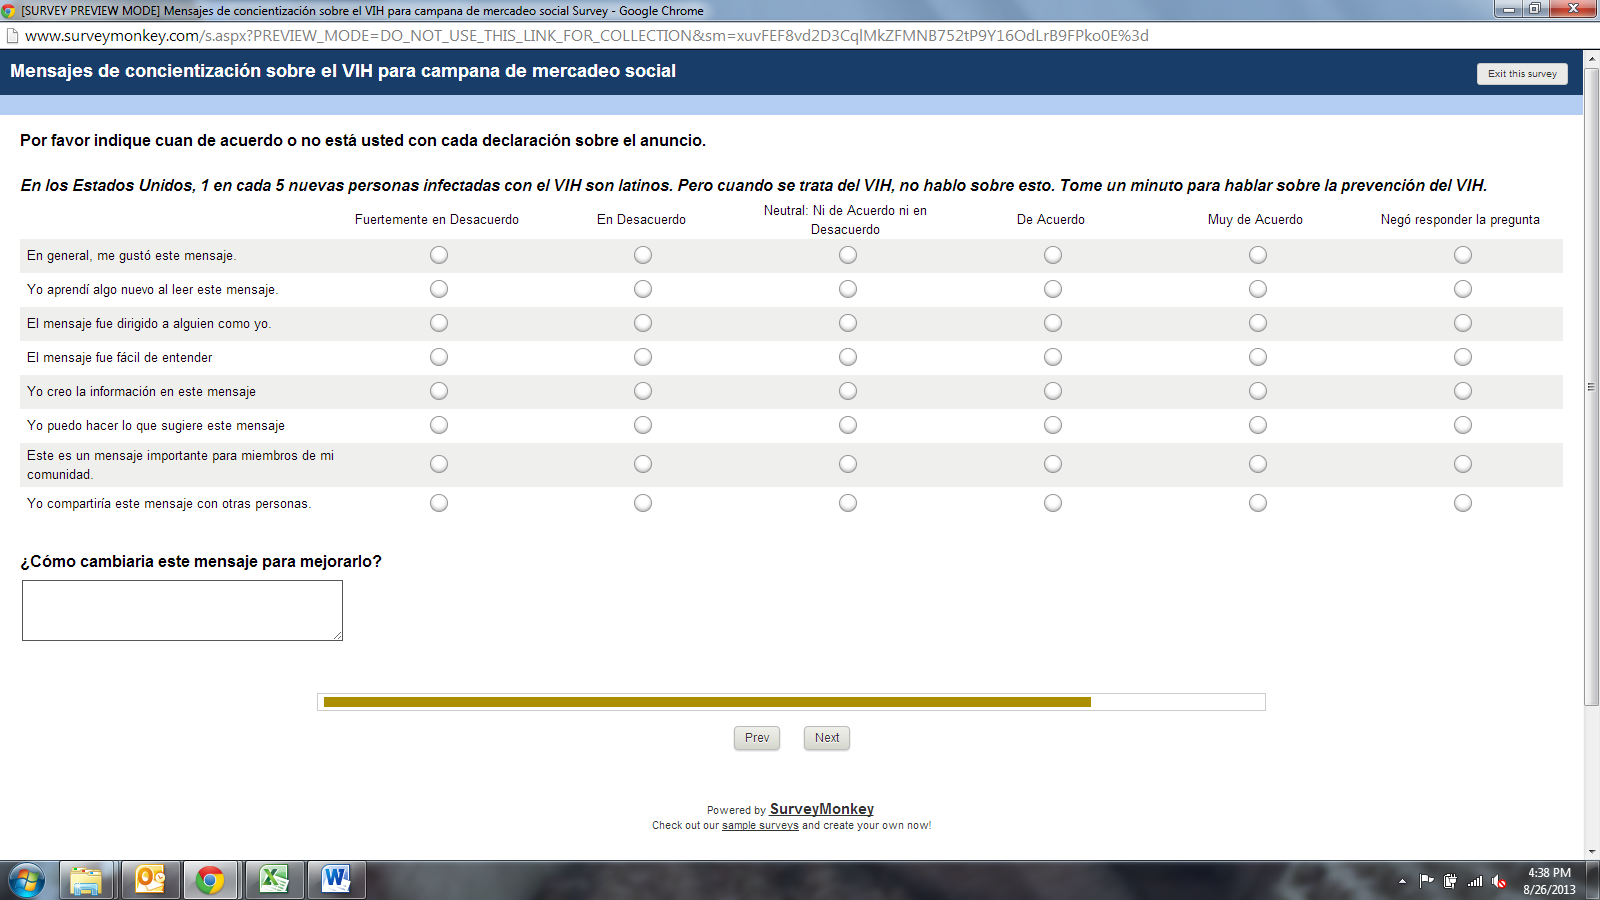 [SURVEY PREVIEW MODE] Mensajes de concientización sobre el VIH para campana de mercadeo social Survey - Google Chrome
www.surveymonkey.com/s.aspx?PREVIEW_MODE=DO_NOT_USE_THIS_LINK_FOR_COLLECTION&sm=xuvFEF8vd2D3CqlMkZFMNB752tP9Y16OdLrB9FPko0E%3d
Mensajes de concientización sobre el VIH para campana de mercadeo social
Exit this survey
Por favor indique cuan de acuerdo o no está usted con cada declaración sobre el anuncio.
En los Estados Unidos, 1 en cada 5 nuevas personas infectadas con el VIH son latinos. Pero cuando se trata del VIH, no hablo sobre esto. Tome un minuto para hablar sobre la prevención del VIH.
Fuertemente en Desacuerdo
En Desacuerdo
Neutral: Ni de Acuerdo ni en
Desacuerdo
De Acuerdo
Muy de Acuerdo
Negó responder la pregunta
En general, me gustó este mensaje.
Yo aprendí algo nuevo al leer este mensaje.
El mensaje fue dirigido a alguien como yo.
El mensaje fue fácil de entender
Yo creo la información en este mensaje
Yo puedo hacer lo que sugiere este mensaje
Este es un mensaje importante para miembros de mi
comunidad.
Yo compartiría este mensaje con otras personas.
¿Cómo cambiaria este mensaje para mejorarlo?
Prev
Next
Powered by SurveyMonkey
Check out our sample surveys and create your own now!
4:38 PM
8/26/2013